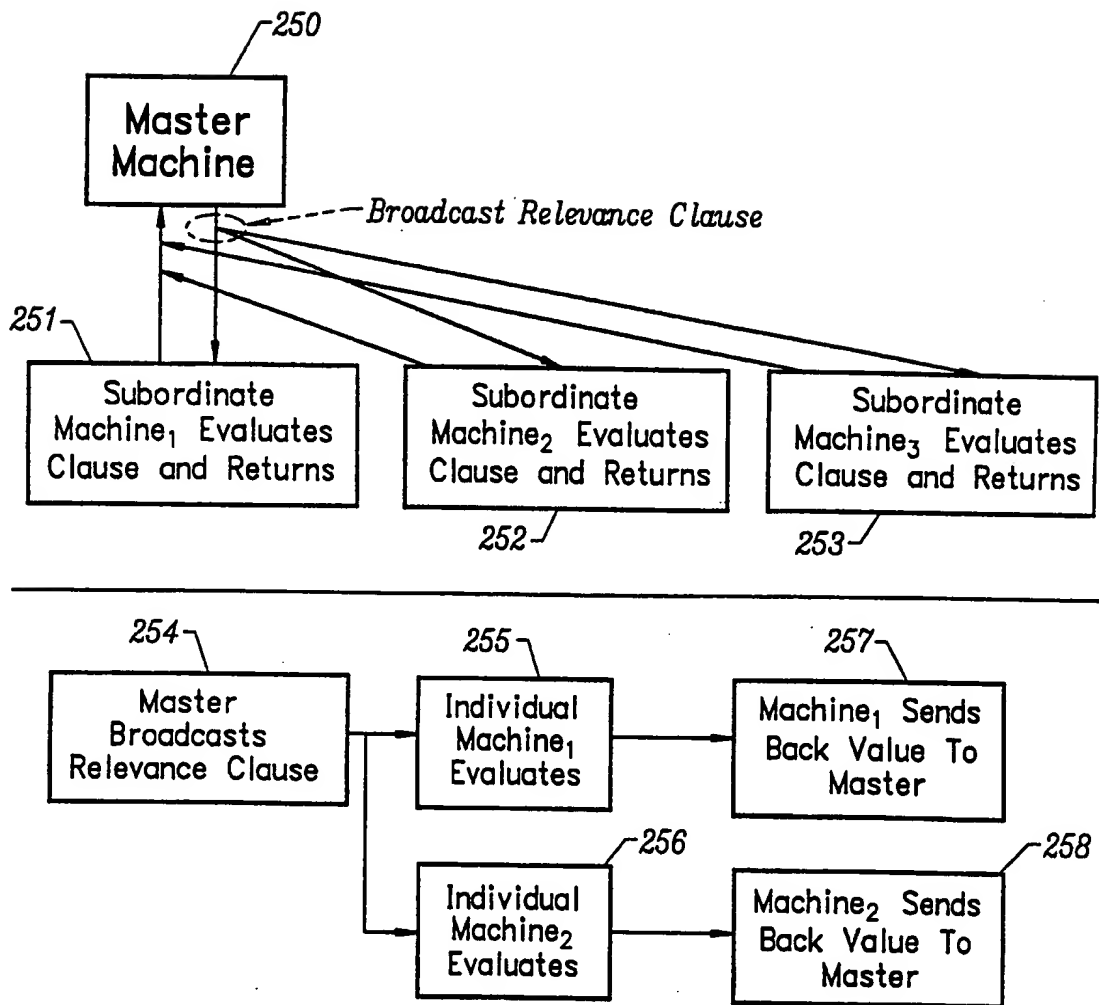 250
Master
Machine
Broadcast Relevance Clause
251
Subordinate
Machine₁ Evaluates
Clause and Returns
Subordinate
Machine₂ Evaluates
Clause and Returns
252
Subordinate
Machine₃ Evaluates
Clause and Returns
253
254
Master
Broadcasts
Relevance Clause
255
Individual
Machine₁
Evaluates
257
Machine₁ Sends
Back Value To
Master
256
Individual
Machine₂
Evaluates
258
Machine₂ Sends
Back Value To
Master